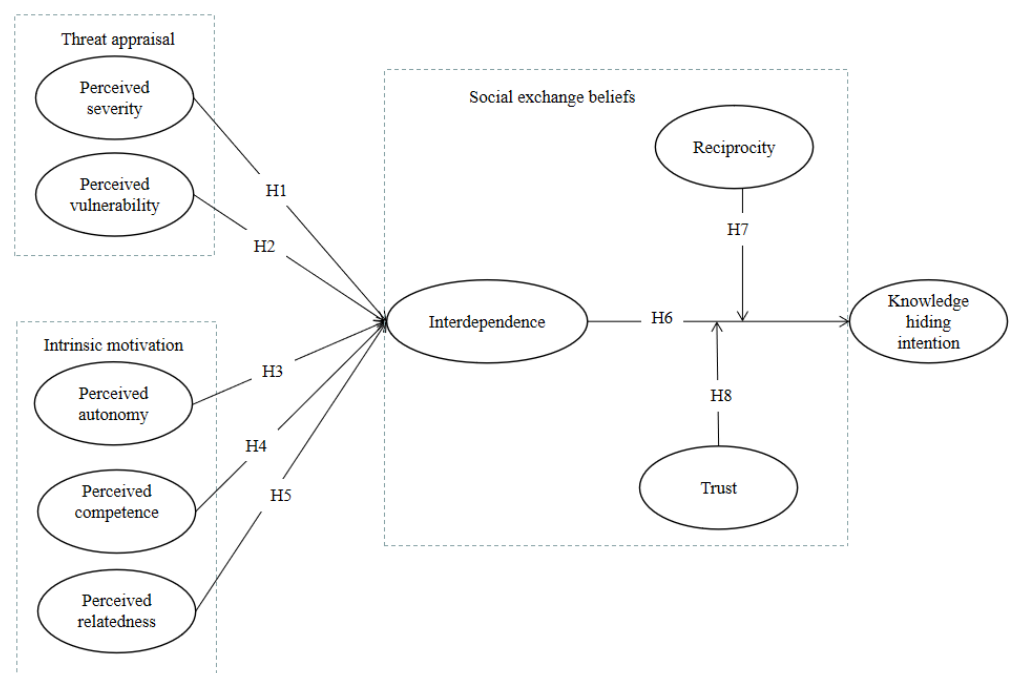 Threat appraisal
Perceived
severity
Perceived
vulnerability
H1
H2
Intrinsic motivation
Perceived
autonomy
Perceived
competence
Perceived
relatedness
H3
H4
H5
Social exchange beliefs
Reciprocity
H7
Interdependence
H6
H8
Trust
Knowledge
hiding
intention